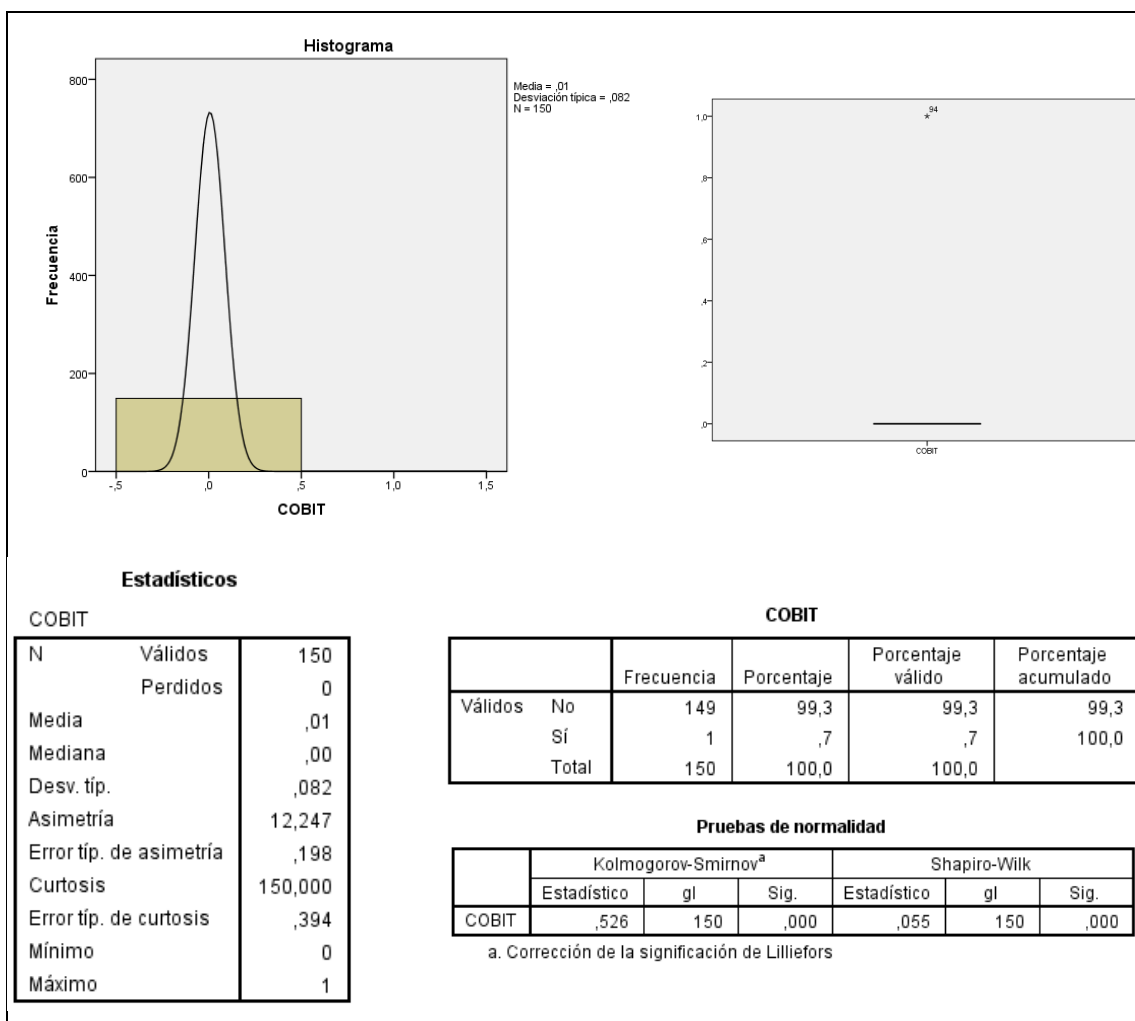 Histograma
800
600
400
200
0
Frecuencia
-,5 ,0 ,5 1,0 1,5
COBIT
Media = ,01
Desviación típica = ,082
N = 150
1,0
,8
,6
,4
,2
,0
94
*
COBIT
Estadísticos
COBIT
N Válidos 150
Perdidos 0
Media ,01
Mediana ,00
Desv. típ. ,082
Asimetría 12,247
Error típ. de asimetría ,198
Curtosis 150,000
Error típ. de curtosis ,394
Mínimo 0
Máximo 1
COBIT
Frecuencia Porcentaje Porcentaje válido Porcentaje acumulado
Válidos No 149 99,3 99,3 99,3
Sí 1 ,7 ,7 100,0
Total 150 100,0 100,0
Pruebas de normalidad
Kolmogorov-Smirnov^a Shapiro-Wilk
Estadístico gl Sig. Estadístico gl Sig.
COBIT ,526 150 ,000 ,055 150 ,000
a. Corrección de la significación de Lilliefors